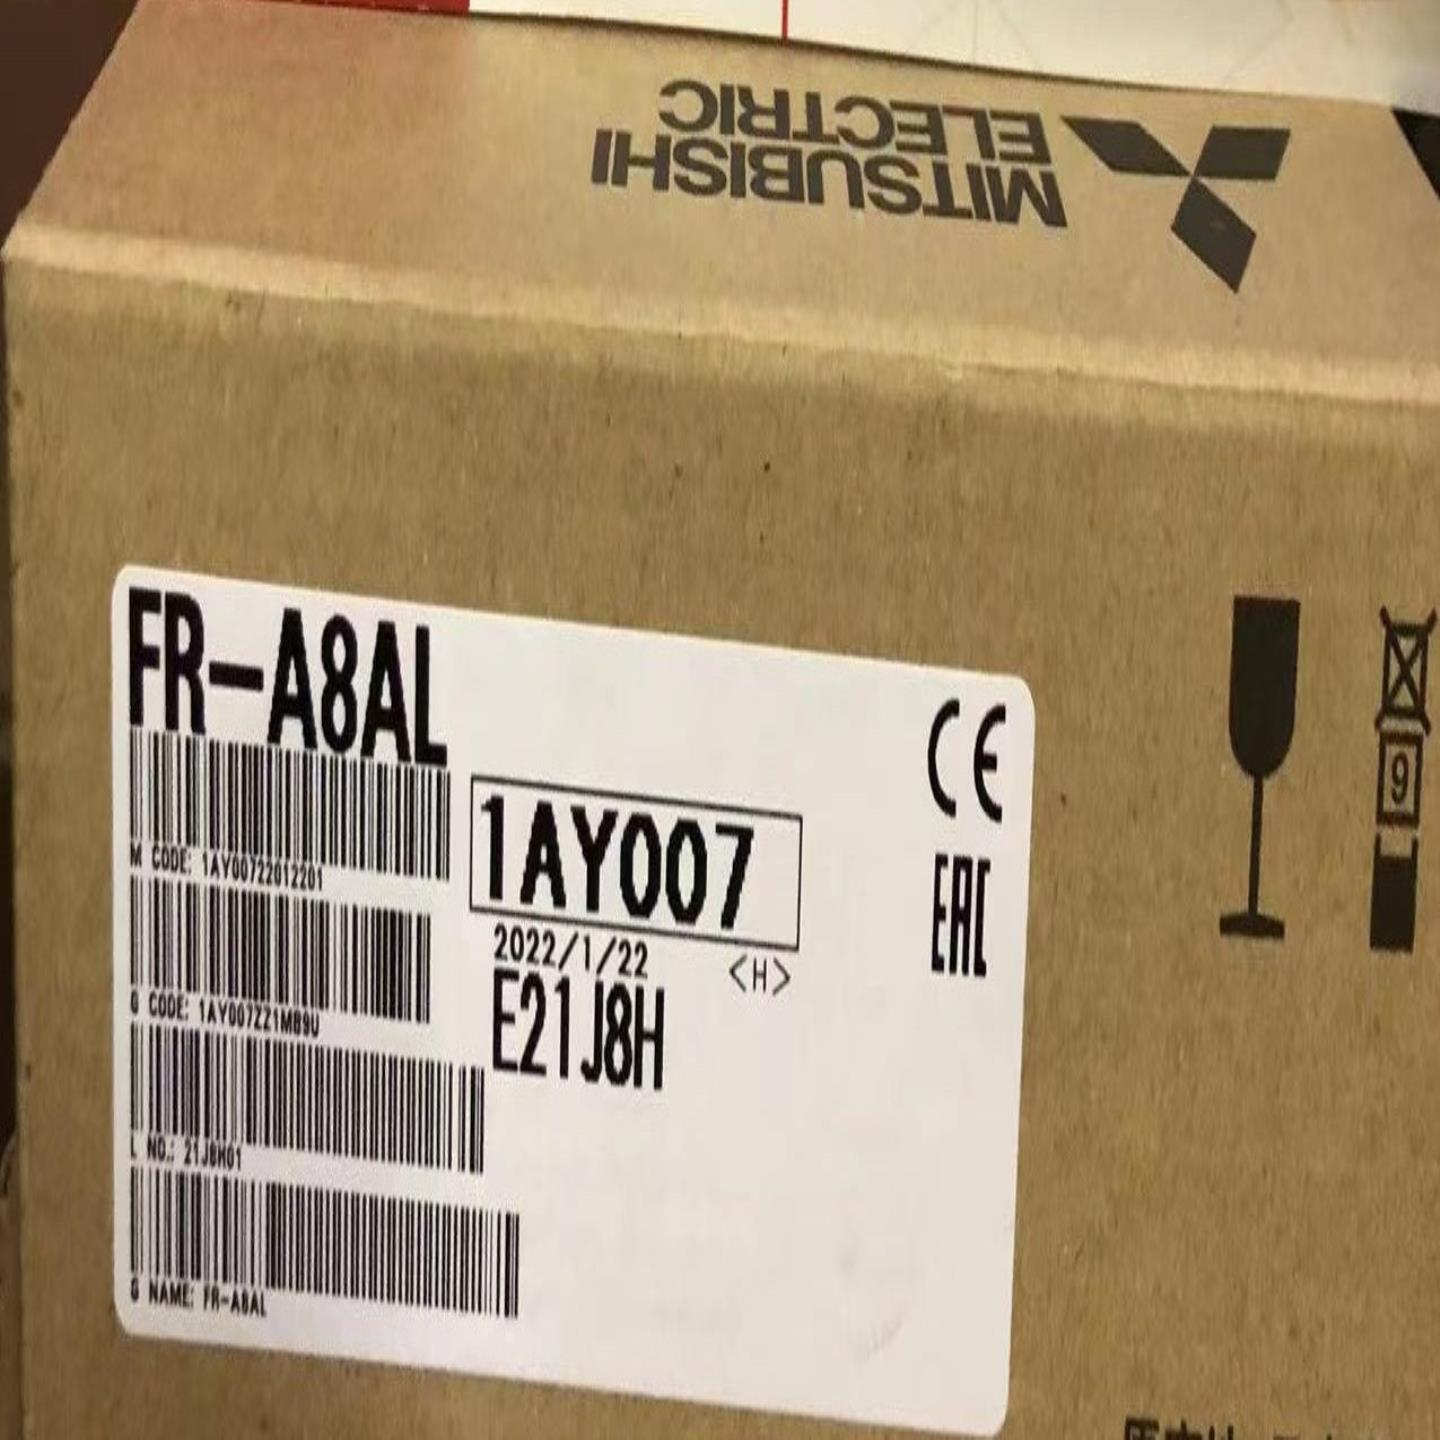 MITSUBISHI
ELECTRIC
FR-A8AL
M CODE: 1AY00722012201
1AY007
2022/1/22
<H>
E21J8H
G CODE: 1AY007ZZ1MB9U
L NO.: 21J8H01
G NAME: FR-A8AL
CE
EAC
9